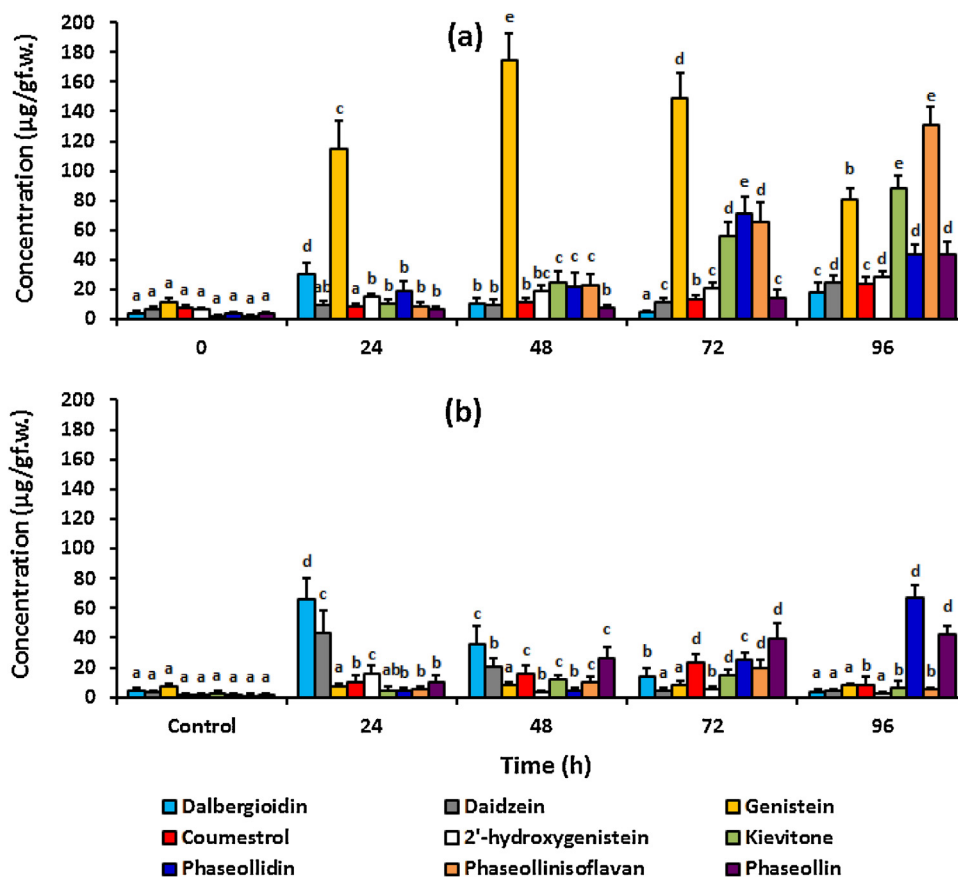 (a)
Concentration (µg/gf.w.)
200
180
160
140
120
100
80
60
40
20
0
a a a a a a a a a
d ab c a b b b b b
b b e b bc c c c b
a c d b c d e d c
c d b c d e d e d
0 24 48 72 96
(b)
Concentration (µg/gf.w.)
200
180
160
140
120
100
80
60
40
20
0
a a a a a a a a a
d c a b c ab b b b
c b a c b c b c c
b a a d b d c d d
a a a b a b d b d
Control 24 48 72 96
Time (h)
Dalbergioidin Daidzein Genistein
Coumestrol 2'-hydroxygenistein Kievitone
Phaseollidin Phaseollinisoflavan Phaseollin